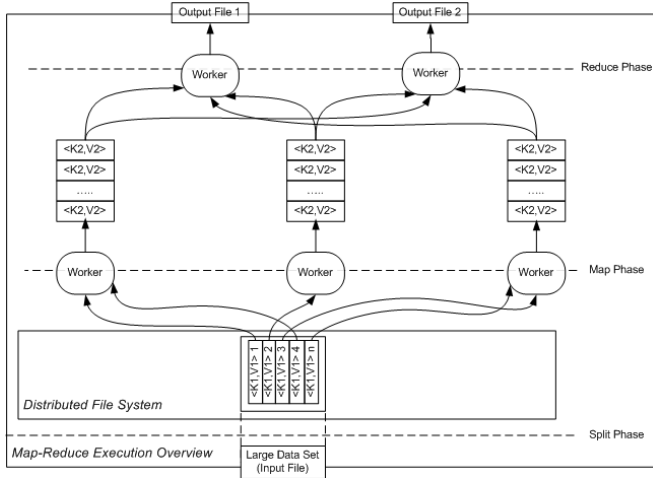 Output File 1
Output File 2
Worker
Worker
Reduce Phase
<K2,V2>
<K2,V2>
.....
<K2,V2>
<K2,V2>
<K2,V2>
.....
<K2,V2>
<K2,V2>
<K2,V2>
.....
<K2,V2>
Worker
Worker
Worker
Map Phase
<K1,V1> 1
<K1,V1> 2
<K1,V1> 3
<K1,V1> 4
<K1,V1> n
Distributed File System
Split Phase
Map-Reduce Execution Overview
Large Data Set
(Input File)